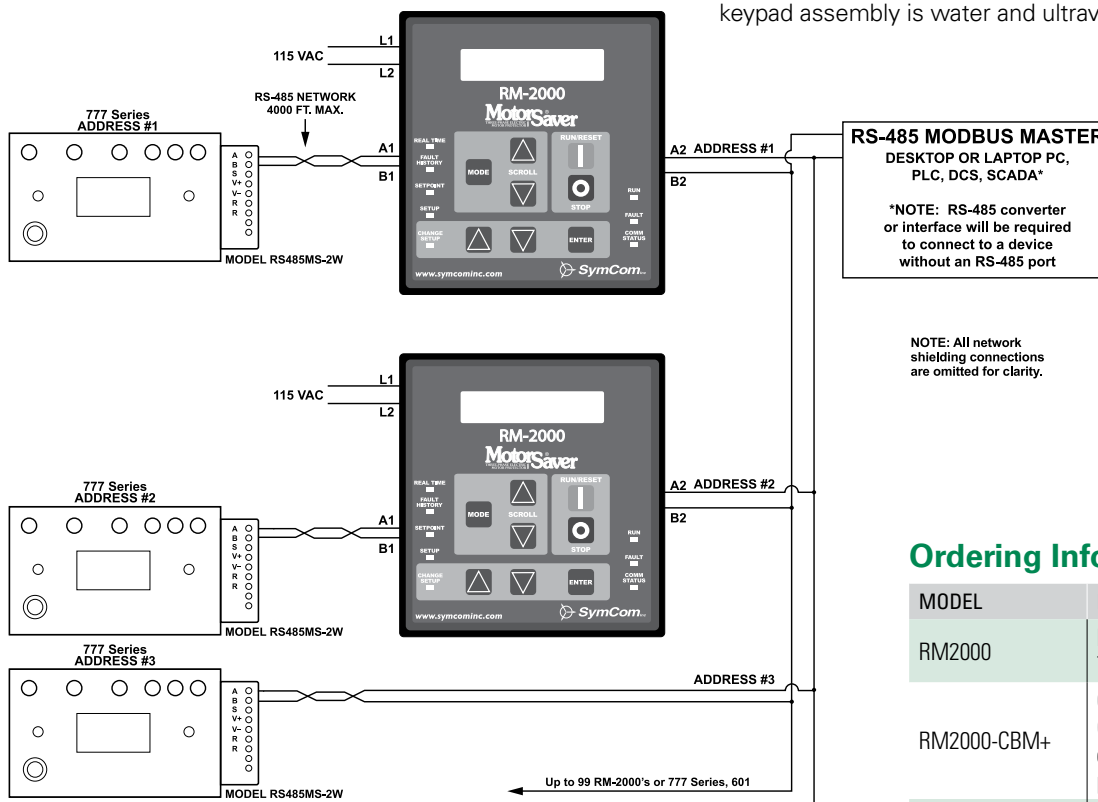 keypad assembly is water and ultrav
L1
115 VAC
L2
RS-485 NETWORK
4000 FT. MAX.
777 Series
ADDRESS #1
A
B
S
V+
V–
R
R
MODEL RS485MS-2W
A1
B1
RM-2000
MotorSaver
REAL TIME
FAULT
HISTORY
SETPOINT
SETUP
CHANGE
SETUP
MODE
SCROLL
RUN/RESET
STOP
RUN
FAULT
COMM
STATUS
ENTER
www.symcominc.com
SymCom
A2 ADDRESS #1
B2
RS-485 MODBUS MASTER
DESKTOP OR LAPTOP PC,
PLC, DCS, SCADA*
*NOTE: RS-485 converter
or interface will be required
to connect to a device
without an RS-485 port
NOTE: All network
shielding connections
are omitted for clarity.
L1
115 VAC
L2
777 Series
ADDRESS #2
A
B
S
V+
V–
R
R
MODEL RS485MS-2W
A1
B1
RM-2000
MotorSaver
REAL TIME
FAULT
HISTORY
SETPOINT
SETUP
CHANGE
SETUP
MODE
SCROLL
RUN/RESET
STOP
RUN
FAULT
COMM
STATUS
ENTER
www.symcominc.com
SymCom
A2 ADDRESS #2
B2
777 Series
ADDRESS #3
A
B
S
V+
V–
R
R
MODEL RS485MS-2W
ADDRESS #3
Up to 99 RM-2000's or 777 Series, 601
Ordering Info
MODEL
RM2000
RM2000-CBM+